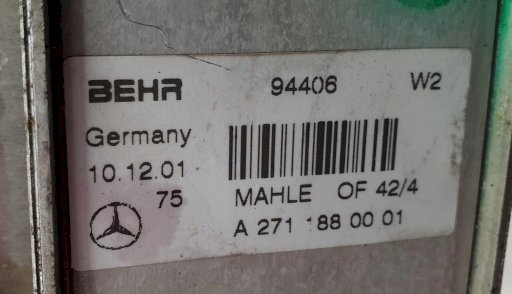 BEHR 94406 W2
Germany
10.12.01
75 MAHLE OF 42/4
A 271 188 00 01